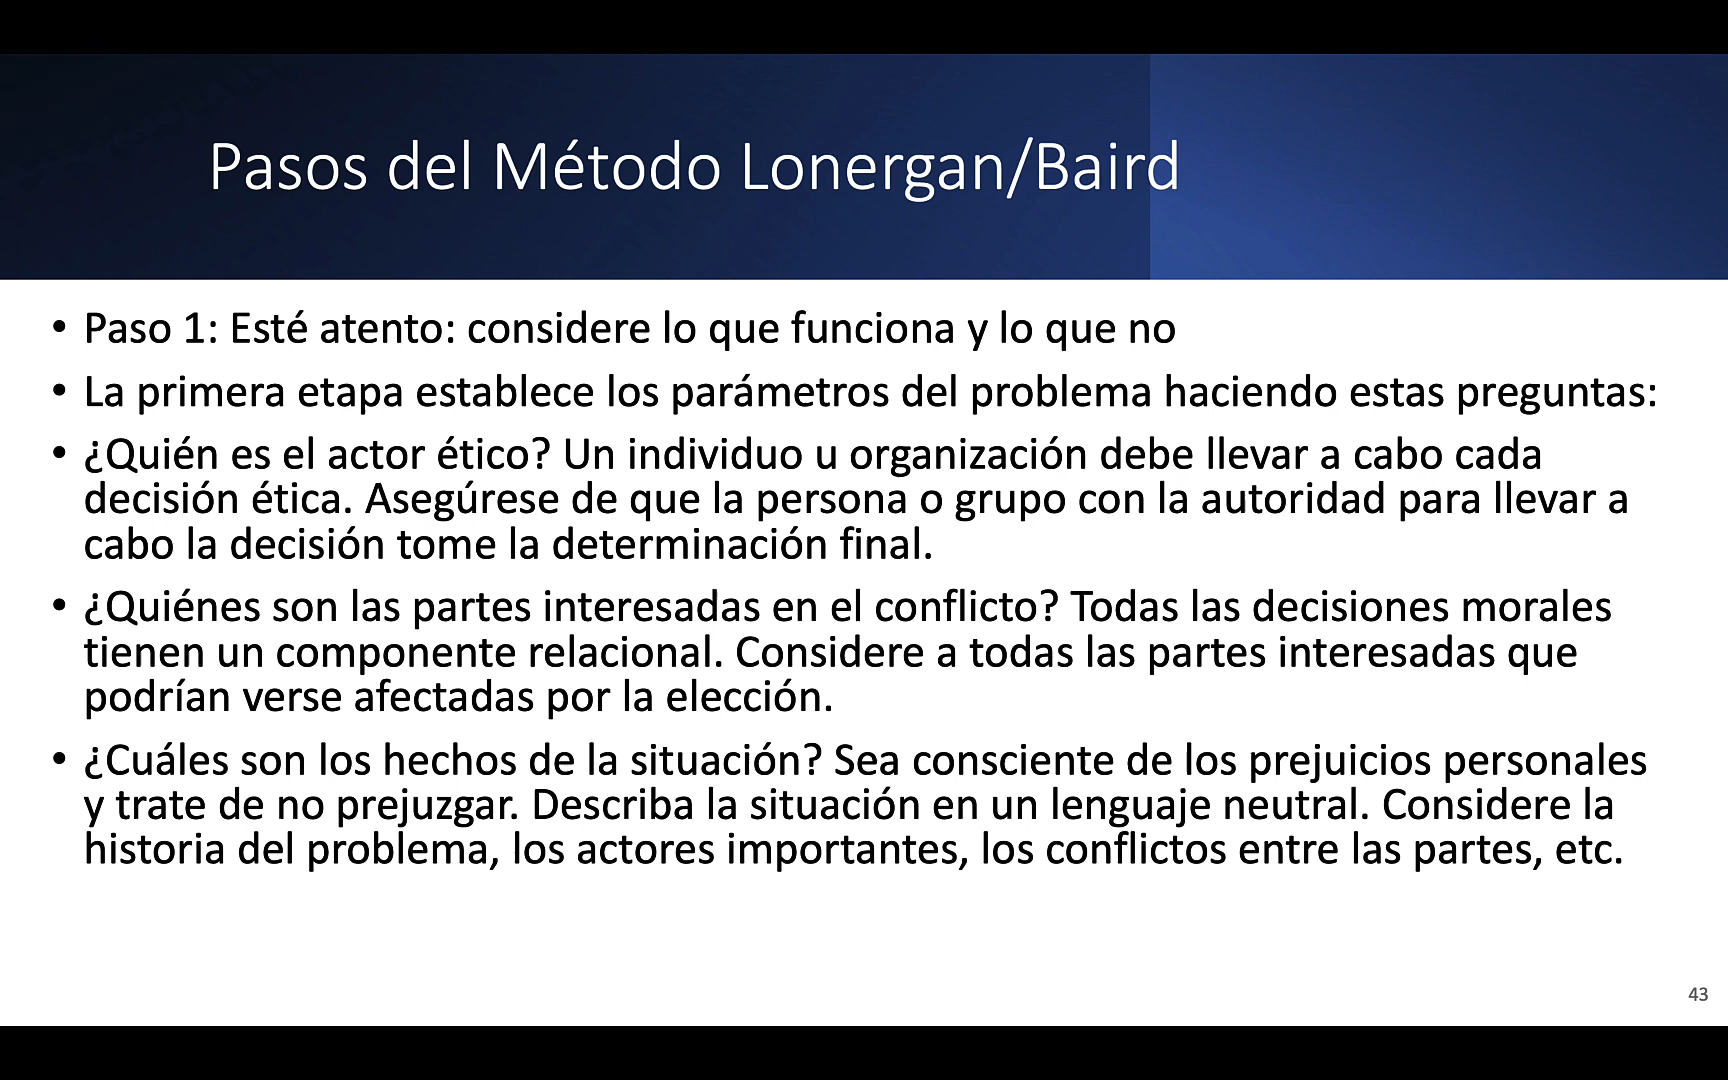 Pasos del Método Lonergan/Baird
• Paso 1: Esté atento: considere lo que funciona y lo que no
• La primera etapa establece los parámetros del problema haciendo estas preguntas:
• ¿Quién es el actor ético? Un individuo u organización debe llevar a cabo cada
decisión ética. Asegúrese de que la persona o grupo con la autoridad para llevar a
cabo la decisión tome la determinación final.
• ¿Quiénes son las partes interesadas en el conflicto? Todas las decisiones morales
tienen un componente relacional. Considere a todas las partes interesadas que
podrían verse afectadas por la elección.
• ¿Cuáles son los hechos de la situación? Sea consciente de los prejuicios personales
y trate de no prejuzgar. Describa la situación en un lenguaje neutral. Considere la
historia del problema, los actores importantes, los conflictos entre las partes, etc.
43